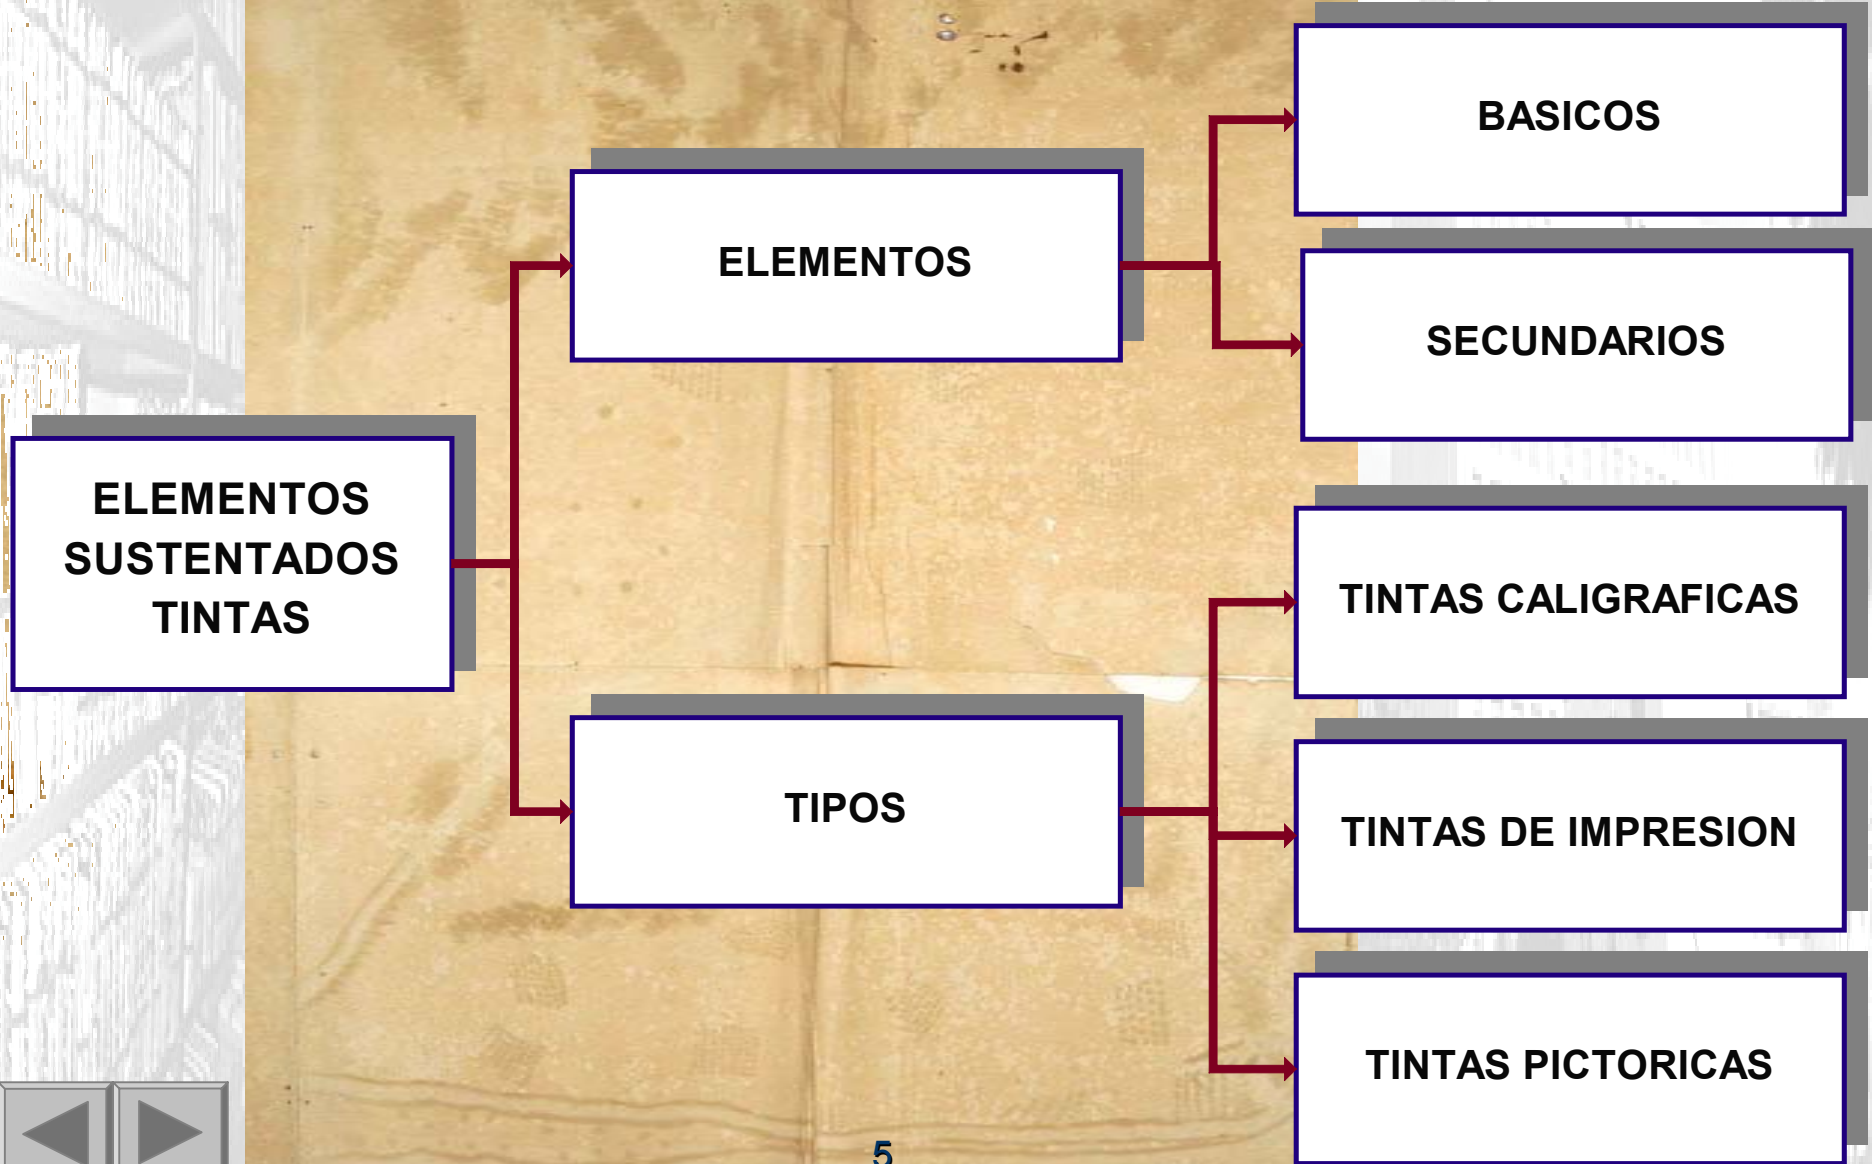 ELEMENTOS
SUSTENTADOS
TINTAS
ELEMENTOS
BASICOS
SECUNDARIOS
TIPOS
TINTAS CALIGRAFICAS
TINTAS DE IMPRESION
TINTAS PICTORICAS
5